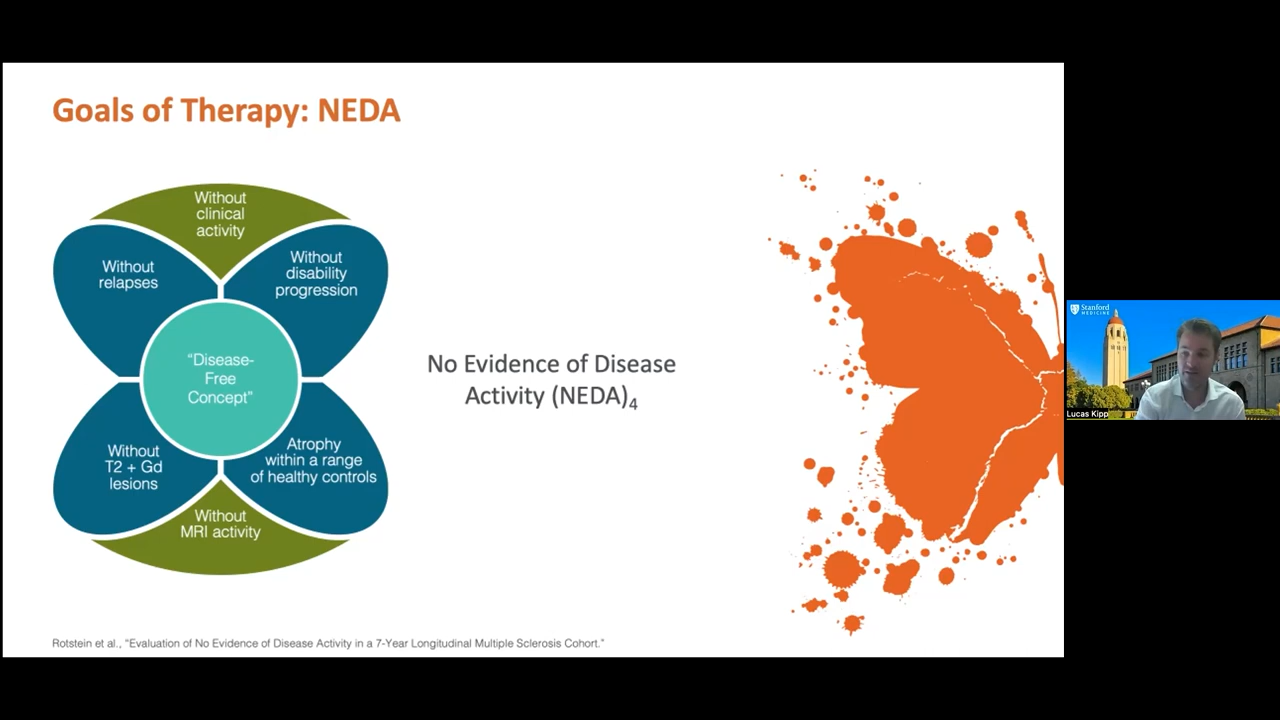 Goals of Therapy: NEDA
Without
clinical
activity
Without
relapses
Without
disability
progression
“Disease-
Free
Concept”
Without
T2 + Gd
lesions
Atrophy
within a range
of healthy controls
Without
MRI activity
No Evidence of Disease
Activity (NEDA)4
Rotstein et al., “Evaluation of No Evidence of Disease Activity in a 7-Year Longitudinal Multiple Sclerosis Cohort.”
Stanford
MEDICINE
Lucas Kipp